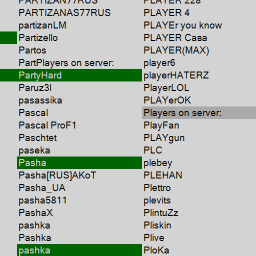 PARTIZAN77RUS
PARTIZANAS77RUS
partizanLM
Partizello
Partos
PartPlayers on server:
PartyHard
Paruz3l
pasassika
Pascal
Pascal ProF1
Paschtet
paseka
Pasha
Pasha[RUS]AKoT
Pasha_UA
pasha5811
PashaX
pashka
pashka
pashka
PLAYER 228
PLAYER 4
PLAYEr you know
PLAYER Сава
PLAYER(MAX)
player6
playerHATERZ
PlayerLOL
PLAYerOK
Players on server:
PlayFan
PLAYgun
PLC
plebey
PLEHAN
Plettro
plevits
PlintuZz
Pliskin
Plive
PloKa